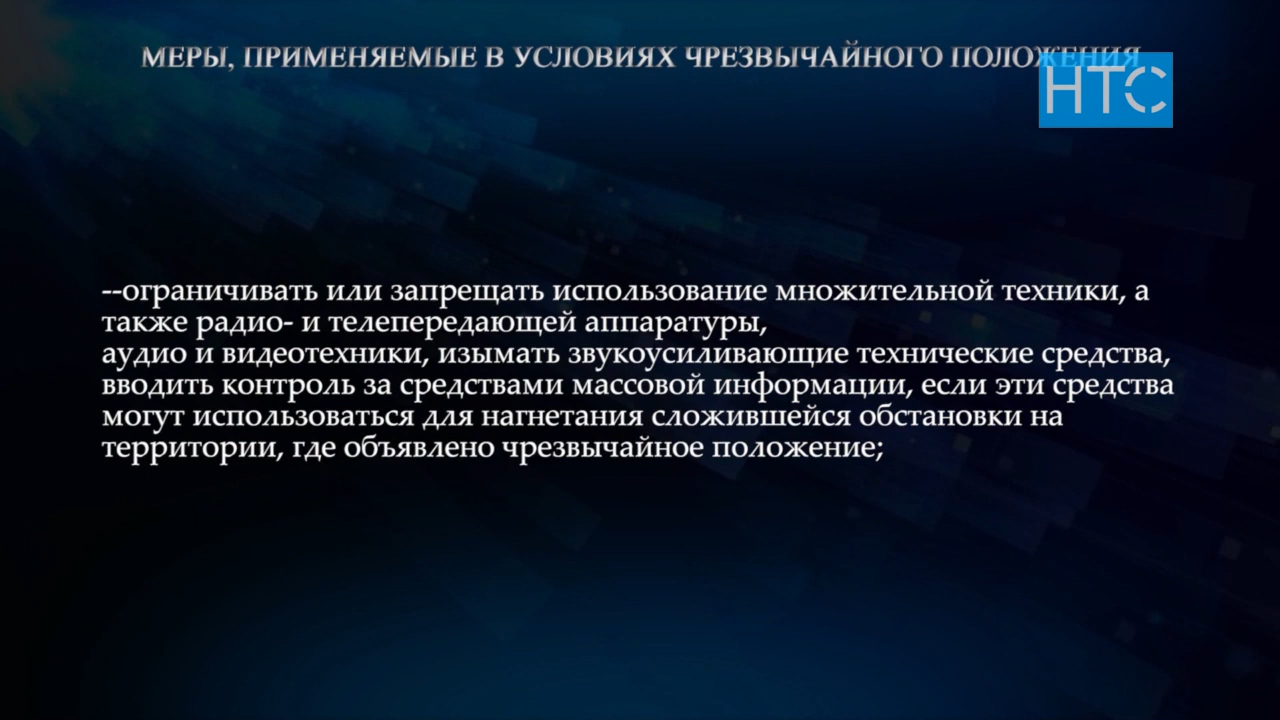 МЕРЫ, ПРИМЕНЯЕМЫЕ В УСЛОВИЯХ ЧРЕЗВЫЧАЙНОГО ПОЛОЖЕНИЯ
НТС
--ограничивать или запрещать использование множительной техники, а
также радио- и телепередающей аппаратуры,
аудио и видеотехники, изымать звукоусиливающие технические средства,
вводить контроль за средствами массовой информации, если эти средства
могут использоваться для нагнетания сложившейся обстановки на
территории, где объявлено чрезвычайное положение;